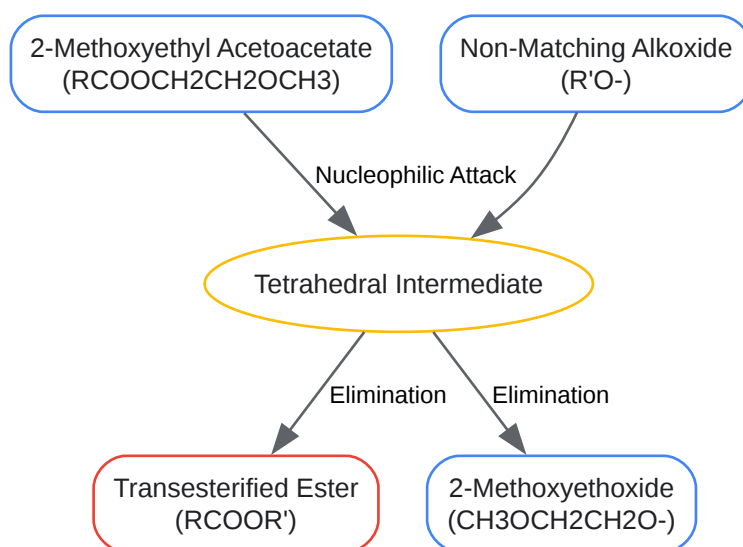 2-Methoxyethyl Acetoacetate
(RCOOCH2CH2OCH3)
Non-Matching Alkoxide
(R'O-)
Nucleophilic Attack
Tetrahedral Intermediate
Elimination
Elimination
Transesterified Ester
(RCOOR')
2-Methoxyethoxide
(CH3OCH2CH2O-)